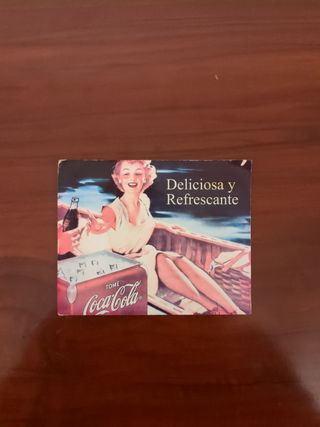 Deliciosa y
Refrescante
TOME
Coca-Cola